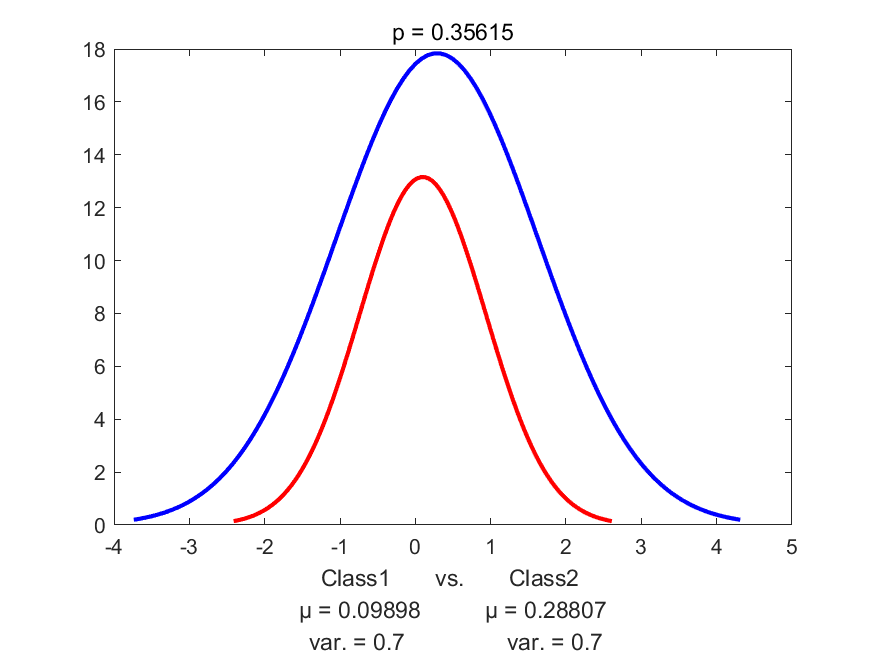 p = 0.35615
18
16
14
12
10
8
6
4
2
0
-4 -3 -2 -1 0 1 2 3 4 5
Class1 vs. Class2
μ = 0.09898 μ = 0.28807
var. = 0.7 var. = 0.7